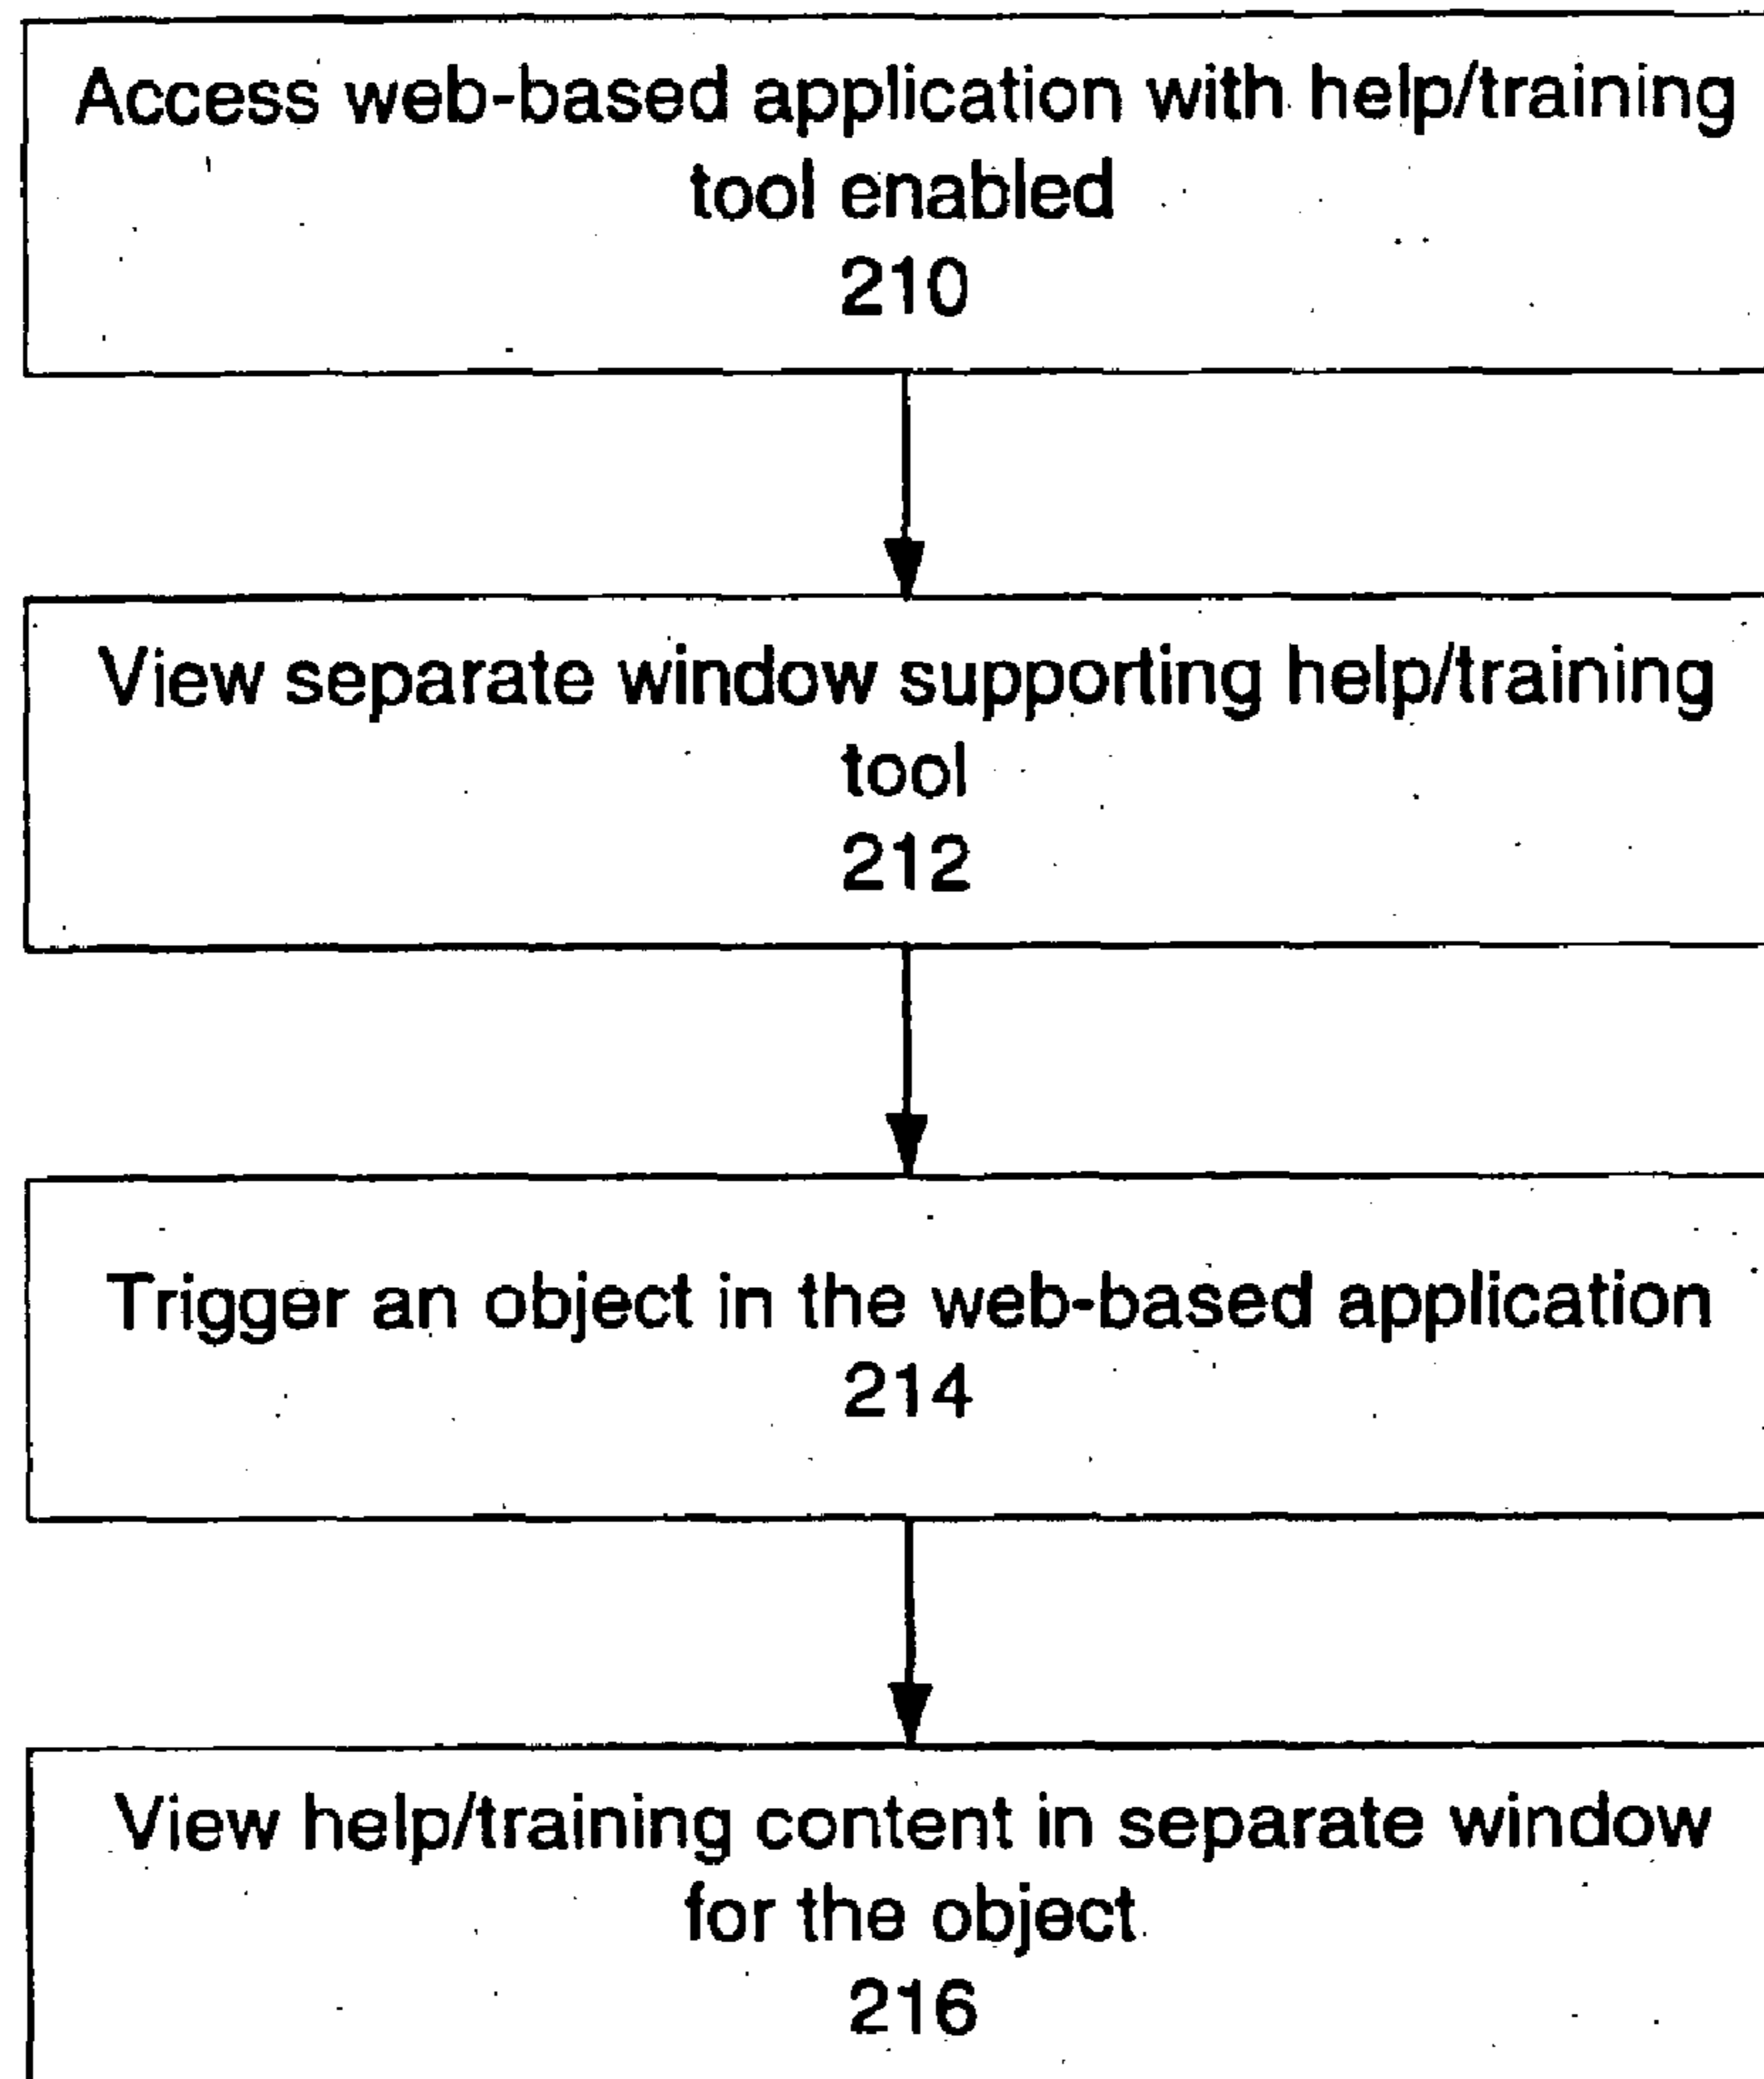 Access web-based application with help/training
tool enabled
210
View separate window supporting help/training
tool
212
Trigger an object in the web-based application
214
View help/training content in separate window
for the object
216